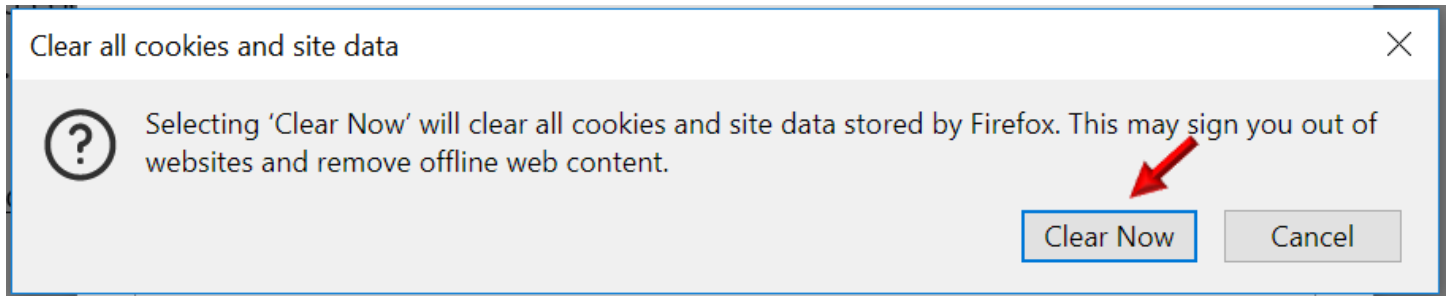 Clear all cookies and site data
Selecting ‘Clear Now’ will clear all cookies and site data stored by Firefox. This may sign you out of
websites and remove offline web content.
Clear Now
Cancel